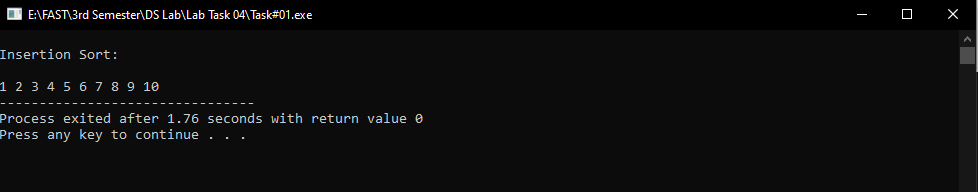 E:\FAST\3rd Semester\DS Lab\Lab Task 04\Task#01.exe
Insertion Sort:
1 2 3 4 5 6 7 8 9 10
--------------------------------
Process exited after 1.76 seconds with return value 0
Press any key to continue . . .